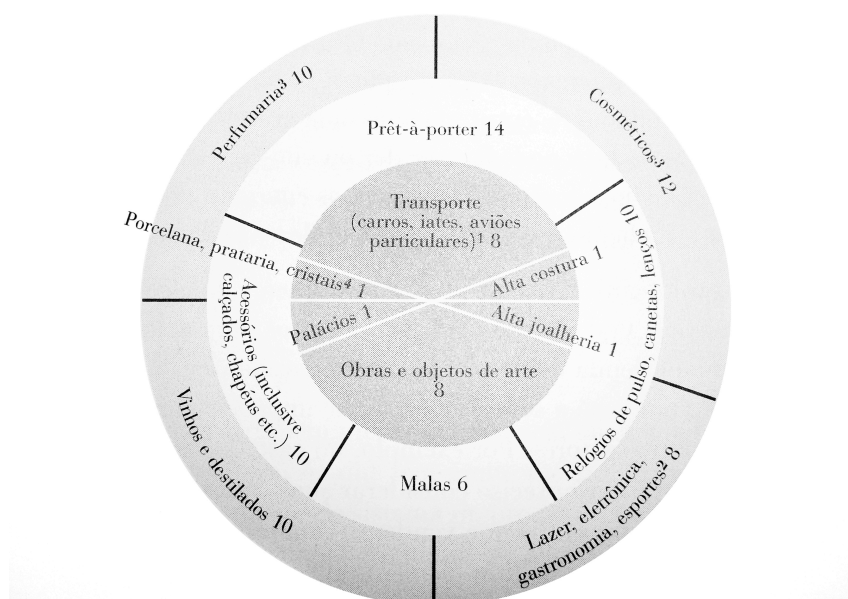 Perfumaria³ 10
Cosméticos³ 12
Prêt-à-porter 14
Transporte
(carros, iates, aviões
particulares)¹ 8
Porcelana, prataria, cristais⁴ 1
Alta costura 1
Relógios de pulso, canetas, lenços 10
Acessórios (inclusive
calçados, chapéus etc.) 10
Palácios 1
Alta joalheria 1
Obras e objetos de arte
8
Malas 6
Vinhos e destilados 10
Lazer, eletrônica,
gastronomia, esportes² 8